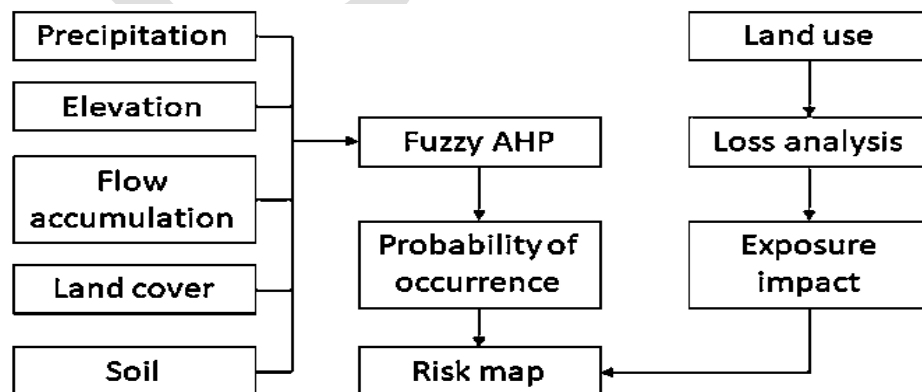 Precipitation
Elevation
Flow
accumulation
Land cover
Soil
Fuzzy AHP
Probability of
occurrence
Risk map
Land use
Loss analysis
Exposure
impact